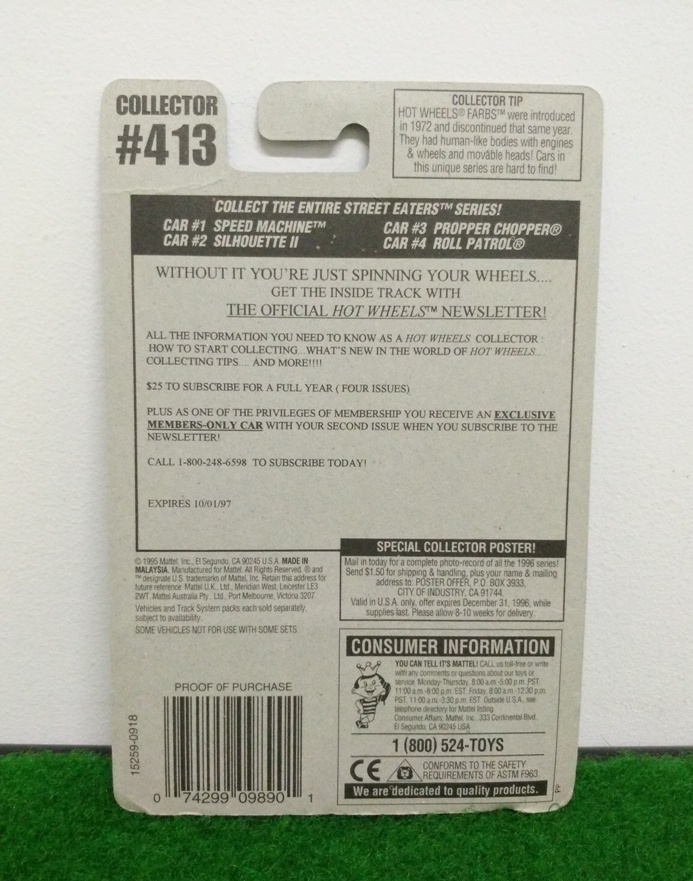 COLLECTOR
#413
COLLECTOR TIP
HOT WHEELS® FARBS™ were introduced
in 1972 and discontinued that same year.
They had human-like bodies with engines
& wheels and movable heads! Cars in
this unique series are hard to find!
COLLECT THE ENTIRE STREET EATERS™ SERIES!
CAR #1 SPEED MACHINE™ CAR #3 PROPPER CHOPPER®
CAR #2 SILHOUETTE II CAR #4 ROLL PATROL®
WITHOUT IT YOU'RE JUST SPINNING YOUR WHEELS....
GET THE INSIDE TRACK WITH
THE OFFICIAL HOT WHEELS™ NEWSLETTER!
ALL THE INFORMATION YOU NEED TO KNOW AS A HOT WHEELS COLLECTOR :
HOW TO START COLLECTING...WHAT'S NEW IN THE WORLD OF HOT WHEELS...
COLLECTING TIPS.... AND MORE!!!!
$25 TO SUBSCRIBE FOR A FULL YEAR ( FOUR ISSUES)
PLUS AS ONE OF THE PRIVILEGES OF MEMBERSHIP YOU RECEIVE AN EXCLUSIVE
MEMBERS-ONLY CAR WITH YOUR SECOND ISSUE WHEN YOU SUBSCRIBE TO THE
NEWSLETTER!
CALL 1-800-248-6598 TO SUBSCRIBE TODAY!
EXPIRES 10/01/97
© 1995 Mattel, Inc., El Segundo, CA 90245 U.S.A. MADE IN
MALAYSIA. Manufactured for Mattel. All Rights Reserved. ® and
™ designate U.S. trademarks of Mattel, Inc. Retain this address for
future reference: Mattel U.K., Ltd., Meridian West, Leicester LE3
2WT. Mattel Australia Pty., Ltd., Port Melbourne, Victoria 3207.
Vehicles and Track System packs each sold separately,
subject to availability.
SOME VEHICLES NOT FOR USE WITH SOME SETS.
SPECIAL COLLECTOR POSTER!
Mail in today for a complete photo-record of all the 1996 series!
Send $1.50 for shipping & handling, plus your name & mailing
address to: POSTER OFFER, P.O. BOX 3933,
CITY OF INDUSTRY, CA 91744.
Valid in U.S.A. only, offer expires December 31, 1996, while
supplies last. Please allow 8-10 weeks for delivery.
CONSUMER INFORMATION
YOU CAN TELL IT'S MATTEL! CALL us toll-free or write
with any comments or questions about our toys or
service. Monday-Thursday, 8:00 a.m.-5:00 p.m. PST;
11:00 a.m.-8:00 p.m. EST. Friday, 8:00 a.m.-12:30 p.m.
PST; 11:00 a.m.-3:30 p.m. EST. Outside U.S.A., see
telephone directory for Mattel listing.
Consumer Affairs, Mattel, Inc., 333 Continental Blvd.,
El Segundo, CA 90245 USA
1 (800) 524-TOYS
CE
CONFORMS TO THE SAFETY
REQUIREMENTS OF ASTM F963.
We are dedicated to quality products.
PROOF OF PURCHASE
15259-0918
0 74299 09890 1